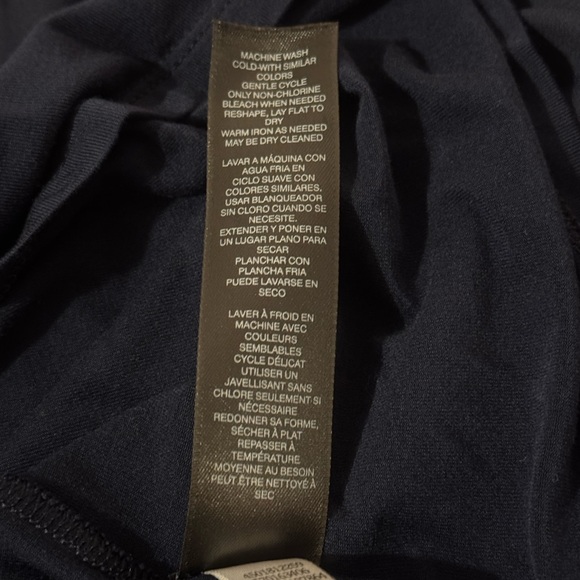 MACHINE WASH
COLD-WITH SIMILAR
COLORS
GENTLE CYCLE
ONLY NON-CHLORINE
BLEACH WHEN NEEDED
RESHAPE, LAY FLAT TO
DRY
WARM IRON AS NEEDED
MAY BE DRY CLEANED
LAVAR A MÁQUINA CON
AGUA FRIA EN
CICLO SUAVE CON
COLORES SIMILARES.
USAR BLANQUEADOR
SIN CLORO CUANDO SE
NECESITE.
EXTENDER Y PONER EN
UN LUGAR PLANO PARA
SECAR
PLANCHAR CON
PLANCHA FRIA
PUEDE LAVARSE EN
SECO
LAVER À FROID EN
MACHINE AVEC
COULEURS
SEMBLABLES
CYCLE DÉLICAT
UTILISER UN
JAVELLISANT SANS
CHLORE SEULEMENT SI
NÉCESSAIRE
REDONNER SA FORME,
SÉCHER À PLAT
REPASSER À
TEMPÉRATURE
MOYENNE AU BESOIN
PEUT ÊTRE NETTOYÉ À
SEC